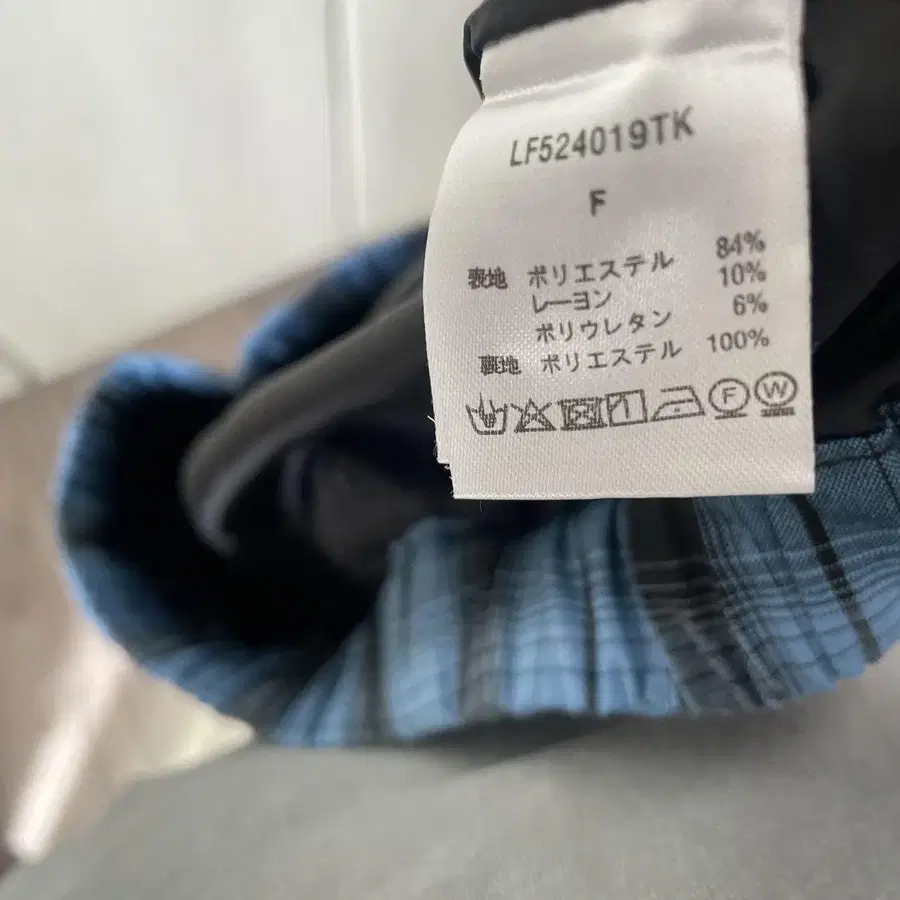 LF524019TK
F
表地 ポリエステル 84%
レーヨン 10%
ポリウレタン 6%
裏地 ポリエステル 100%
F W